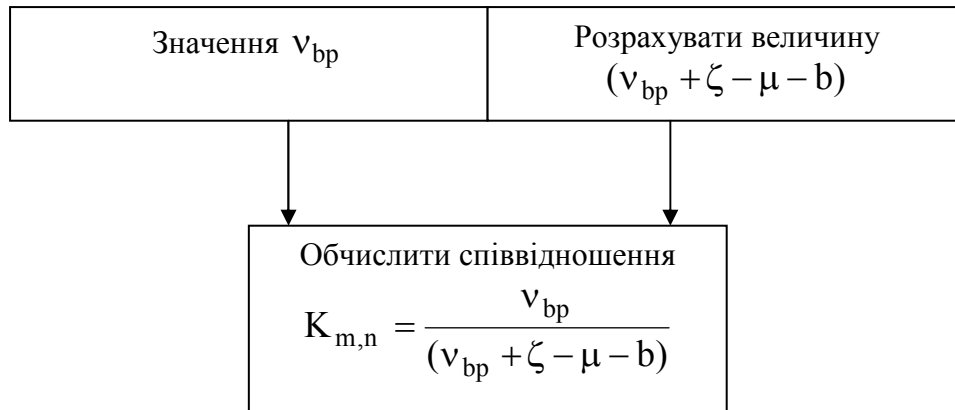 Значення ν_bp
Розрахувати величину
(ν_bp + ζ − μ − b)
Обчислити співвідношення
K_m,n = ν_bp / (ν_bp + ζ − μ − b)